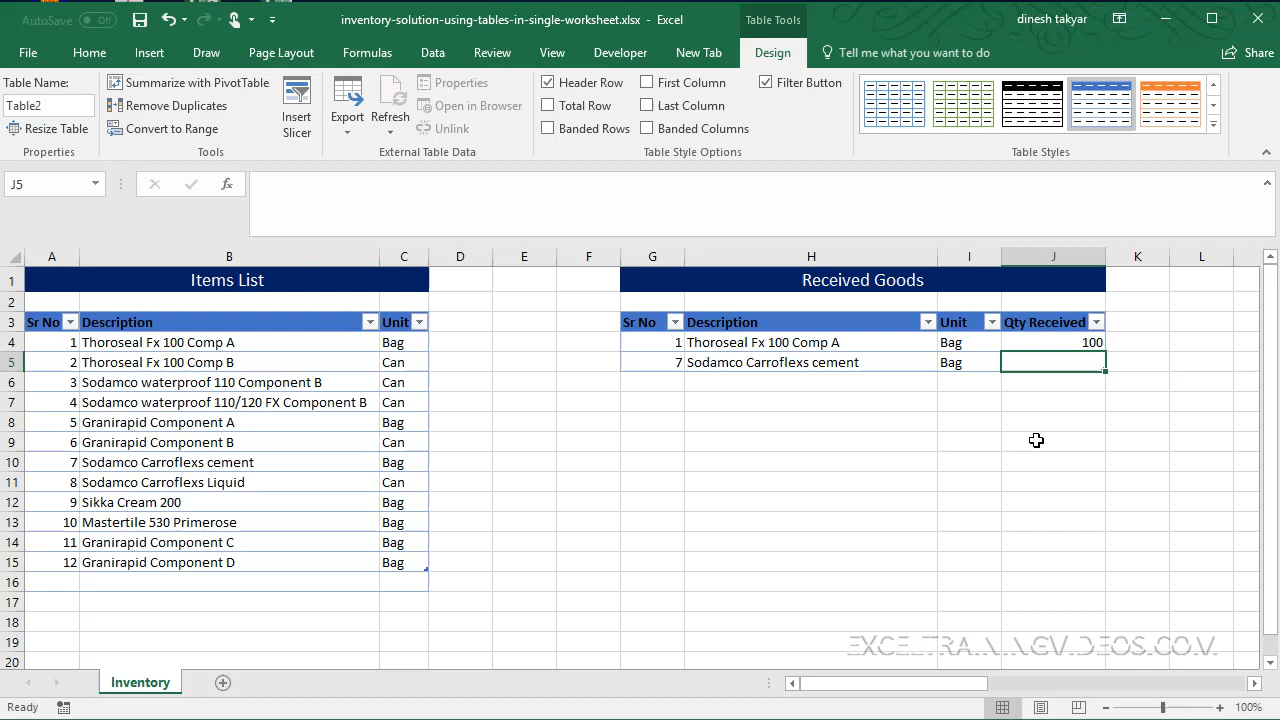 AutoSave Off
inventory-solution-using-tables-in-single-worksheet.xlsx - Excel
Table Tools
dinesh takyar
File Home Insert Draw Page Layout Formulas Data Review View Developer New Tab Design Tell me what you want to do Share
Table Name:
Table2
Resize Table
Properties
Summarize with PivotTable
Remove Duplicates
Convert to Range
Insert
Slicer
Tools
Export
Refresh
Properties
Open in Browser
Unlink
External Table Data
Header Row First Column Filter Button
Total Row Last Column
Banded Rows Banded Columns
Table Style Options
Table Styles
J5
fx
A B C D E F G H I J K L
1 Items List Received Goods
2
3 Sr No Description Unit Sr No Description Unit Qty Received
4 1 Thoroseal Fx 100 Comp A Bag 1 Thoroseal Fx 100 Comp A Bag 100
5 2 Thoroseal Fx 100 Comp B Can 7 Sodamco Carroflexs cement Bag
6 3 Sodamco waterproof 110 Component B Can
7 4 Sodamco waterproof 110/120 FX Component B Can
8 5 Granirapid Component A Bag
9 6 Granirapid Component B Can
10 7 Sodamco Carroflexs cement Bag
11 8 Sodamco Carroflexs Liquid Can
12 9 Sikka Cream 200 Bag
13 10 Mastertile 530 Primerose Bag
14 11 Granirapid Component C Bag
15 12 Granirapid Component D Bag
16
17
18
19
20
EXCELTRAININGVIDEOS.COM
Inventory
Ready
100%